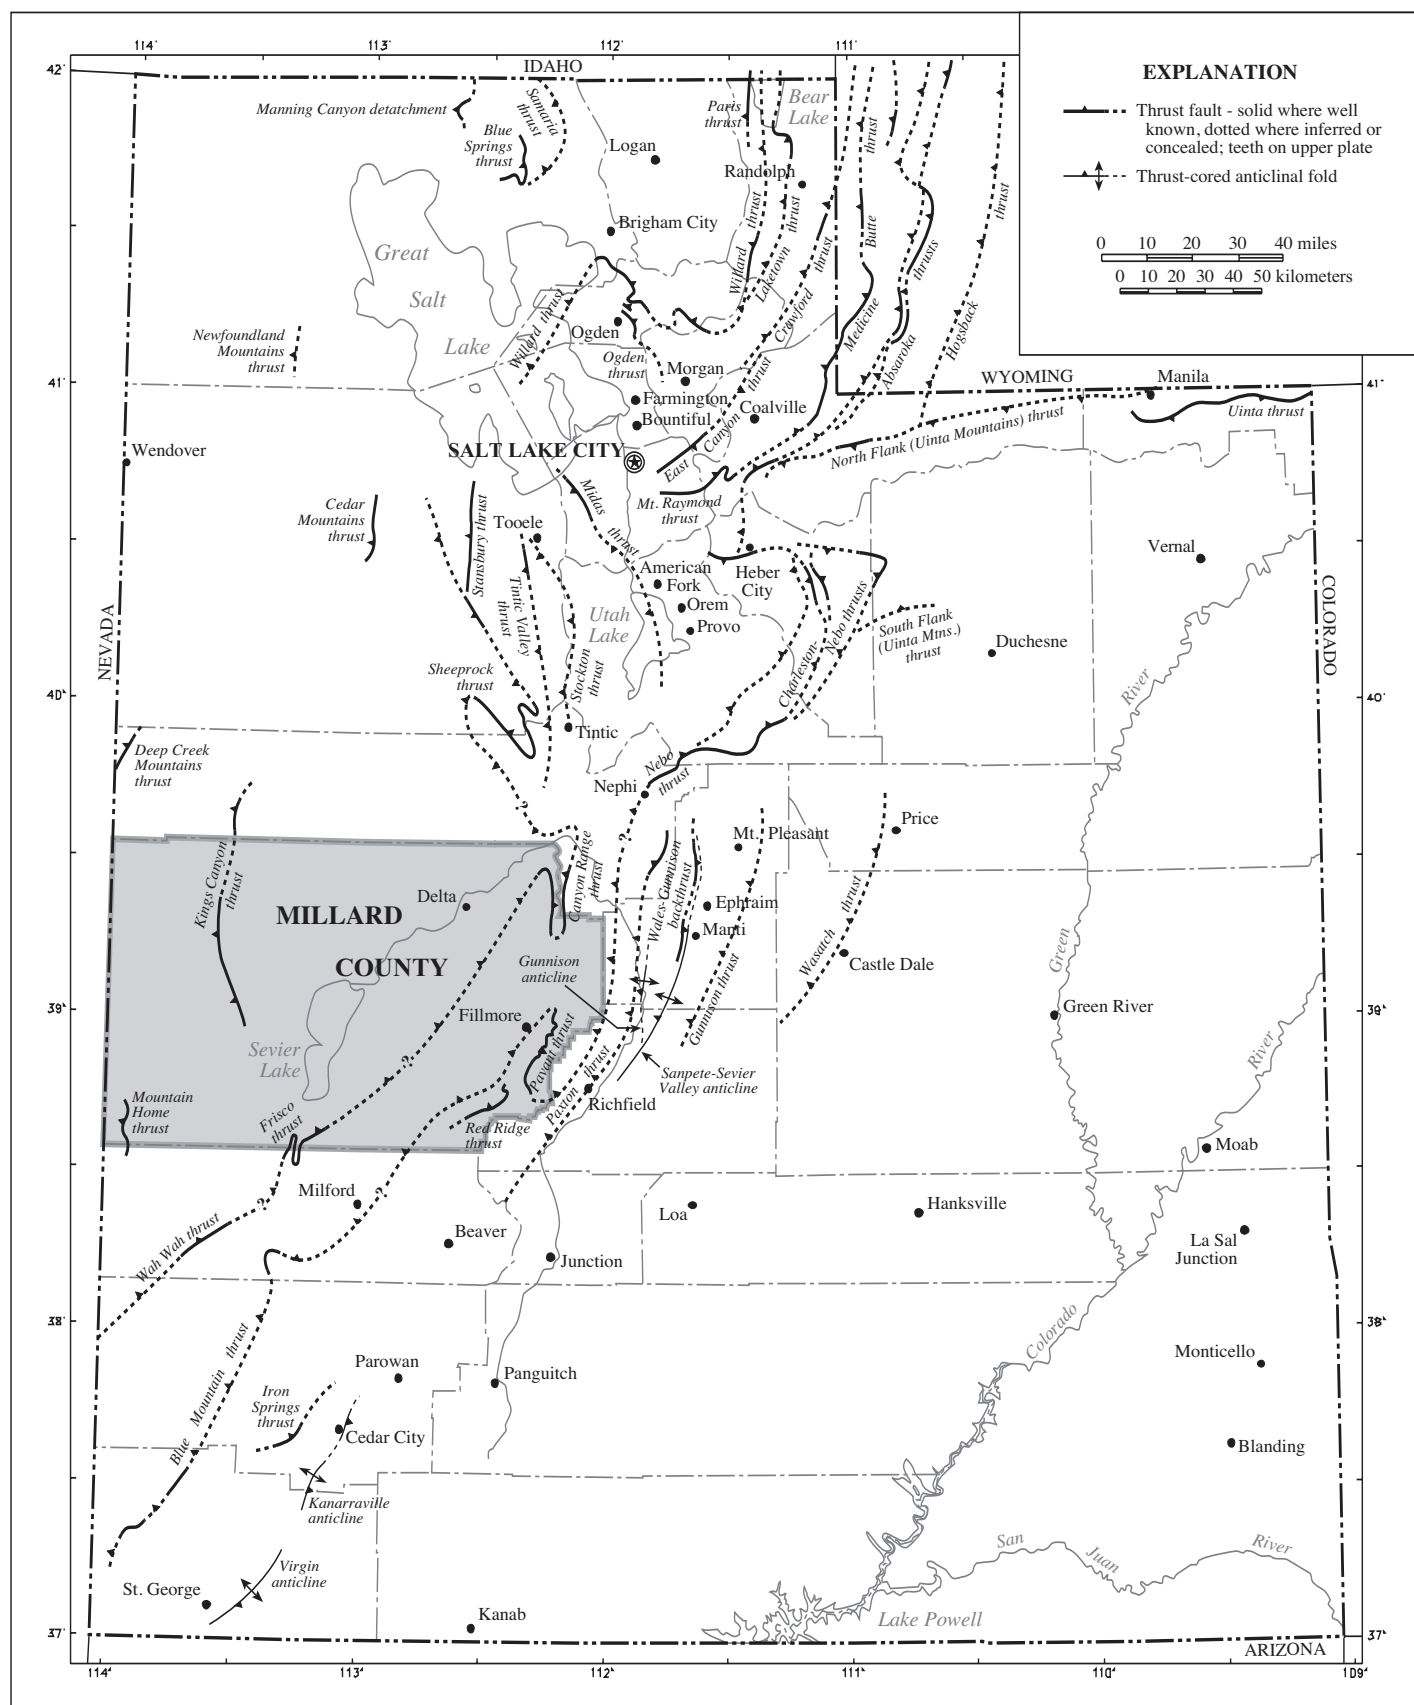 114°
113°
112°
111°
42°
IDAHO
EXPLANATION
Thrust fault - solid where well
known, dotted where inferred or
concealed; teeth on upper plate
Thrust-cored anticlinal fold
0 10 20 30 40 miles
0 10 20 30 40 50 kilometers
Manning Canyon detatchment
Samaria
thrust
Blue
Springs
thrust
Paris
thrust
Bear
Lake
Logan
Randolph
thrust
thrust
Brigham City
Great
Salt
Lake
Willard thrust
Laketown thrust
Crawford thrust
Butte
thrusts
Medicine
Absaroka
Hogsback
Willard thrust
Ogden
Ogden
thrust
Newfoundland
Mountains
thrust
Morgan
Farmington
Bountiful
Coalville
East Canyon thrust
WYOMING
Manila
41°
41°
Uinta thrust
North Flank (Uinta Mountains) thrust
SALT LAKE CITY
Wendover
Mt. Raymond
thrust
Midas thrust
Cedar
Mountains
thrust
Stansbury thrust
Tooele
Tintic Valley
thrust
American
Fork
Heber
City
Orem
Provo
Utah
Lake
Vernal
NEVADA
COLORADO
Charleston-
Nebo thrusts
South Flank
(Uinta Mtns.)
thrust
Duchesne
Sheeprock
thrust
Stockton
thrust
River
40°
40°
Tintic
Deep Creek
Mountains
thrust
Nebo
thrust
Nephi
?
?
Kings Canyon
thrust
Canyon Range
thrust
Wales-Gunnison
backthrust
Mt. Pleasant
Price
Delta
MILLARD
COUNTY
Ephraim
Manti
Wasatch thrust
Castle Dale
Gunnison
anticline
Gunnison thrust
Green
39°
39°
Green River
Fillmore
Sevier
Lake
?
Pavant thrust
Paxton thrust
Sanpete-Sevier
Valley anticline
Richfield
River
Mountain
Home
thrust
Frisco
thrust
Red Ridge
thrust
Moab
Milford
?
?
Loa
Hanksville
Wah Wah thrust
Beaver
Junction
La Sal
Junction
38°
38°
Colorado
Blue Mountain thrust
Parowan
Panguitch
Monticello
Iron
Springs
thrust
Cedar City
Blanding
Kanarraville
anticline
Virgin
anticline
St. George
San
Juan
River
Kanab
Lake Powell
37°
37°
ARIZONA
114°
113°
112°
111°
110°
109°